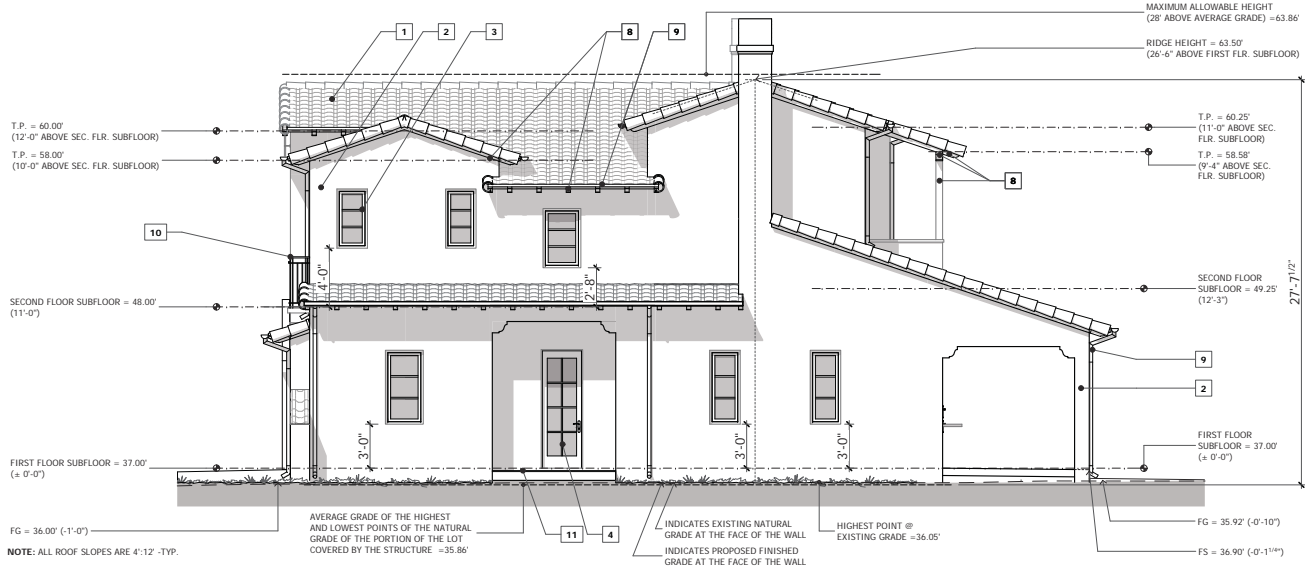 MAXIMUM ALLOWABLE HEIGHT
(28' ABOVE AVERAGE GRADE) =63.86'
RIDGE HEIGHT = 63.50'
(26'-6" ABOVE FIRST FLR. SUBFLOOR)
1
2
3
8
9
T.P. = 60.00'
(12'-0" ABOVE SEC. FLR. SUBFLOOR)
T.P. = 58.00'
(10'-0" ABOVE SEC. FLR. SUBFLOOR)
T.P. = 60.25'
(11'-0" ABOVE SEC.
FLR. SUBFLOOR)
T.P. = 58.58'
(9'-4" ABOVE SEC.
FLR. SUBFLOOR)
8
10
4'-0"
2'-8"
SECOND FLOOR SUBFLOOR = 48.00'
(11'-0")
SECOND FLOOR
SUBFLOOR = 49.25'
(12'-3")
27'-7 1/2"
9
2
3'-0"
3'-0"
3'-0"
FIRST FLOOR SUBFLOOR = 37.00'
(± 0'-0")
FIRST FLOOR
SUBFLOOR = 37.00'
(± 0'-0")
FG = 36.00' (-1'-0")
NOTE: ALL ROOF SLOPES ARE 4':12' -TYP.
AVERAGE GRADE OF THE HIGHEST
AND LOWEST POINTS OF THE NATURAL
GRADE OF THE PORTION OF THE LOT
COVERED BY THE STRUCTURE =35.86'
11
4
INDICATES EXISTING NATURAL
GRADE AT THE FACE OF THE WALL
INDICATES PROPOSED FINISHED
GRADE AT THE FACE OF THE WALL
HIGHEST POINT @
EXISTING GRADE =36.05'
FG = 35.92' (-0'-10")
FS = 36.90' (-0'-1 1/4")